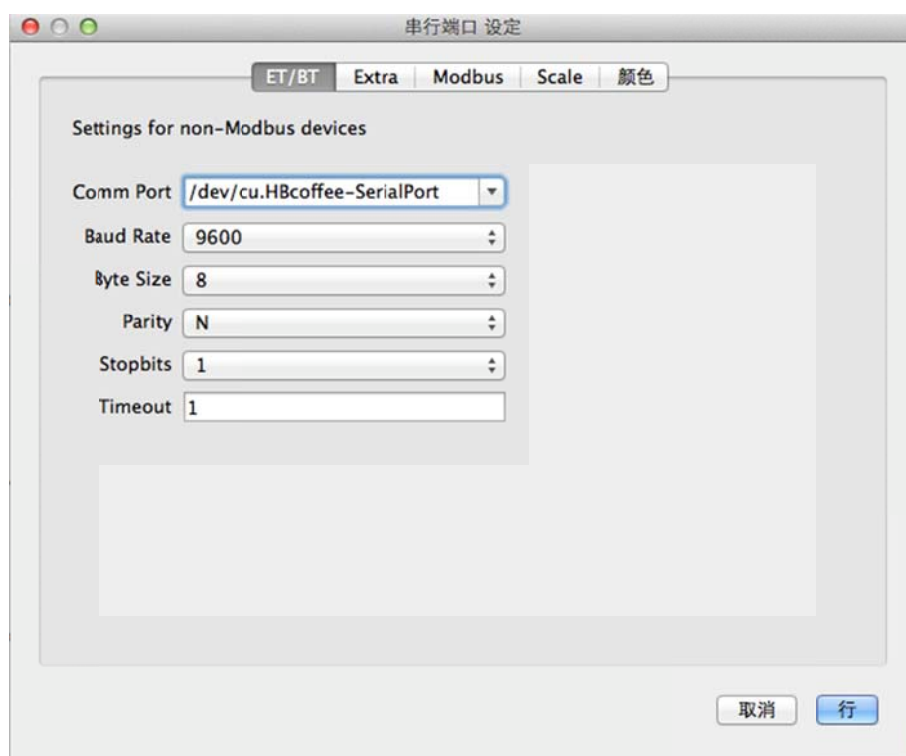 串行端口 设定
ET/BT Extra Modbus Scale 颜色
Settings for non-Modbus devices
Comm Port /dev/cu.HBcoffee-SerialPort
Baud Rate 9600
Byte Size 8
Parity N
Stopbits 1
Timeout 1
取消 行